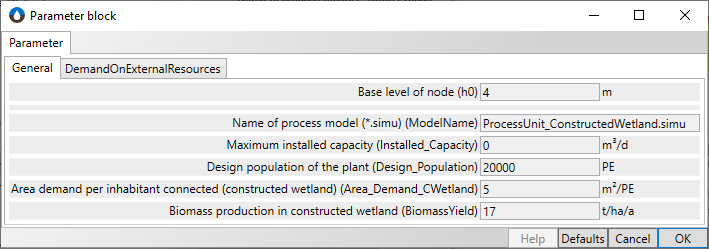 Parameter block
Parameter
General DemandOnExternalResources
Base level of node (h0) 4 m
Name of process model (*.simu) (ModelName) ProcessUnit_ConstructedWetland.simu
Maximum installed capacity (Installed_Capacity) 0 m³/d
Design population of the plant (Design_Population) 20000 PE
Area demand per inhabitant connected (constructed wetland) (Area_Demand_CWetland) 5 m²/PE
Biomass production in constructed wetland (BiomassYield) 17 t/ha/a
Help Defaults Cancel OK